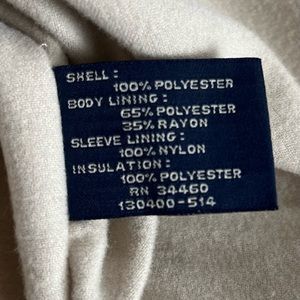 SHELL:
100% POLYESTER
BODY LINING:
65% POLYESTER
35% RAYON
SLEEVE LINING:
100% NYLON
INSULATION:
100% POLYESTER
RN 34460
130400-514